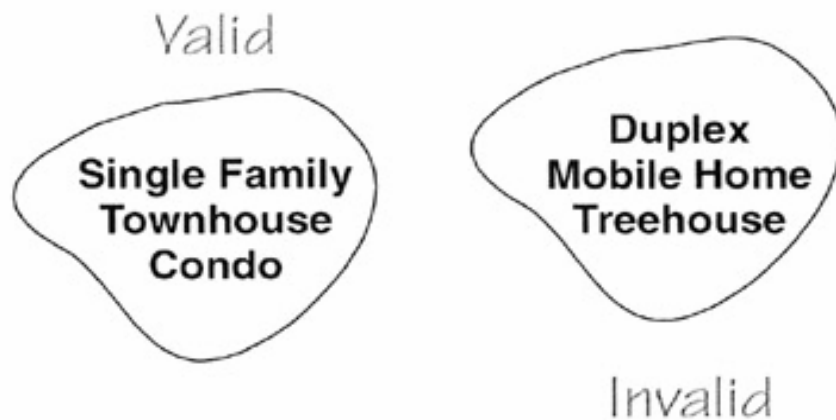 Valid
Single Family
Townhouse
Condo
Duplex
Mobile Home
Treehouse
Invalid